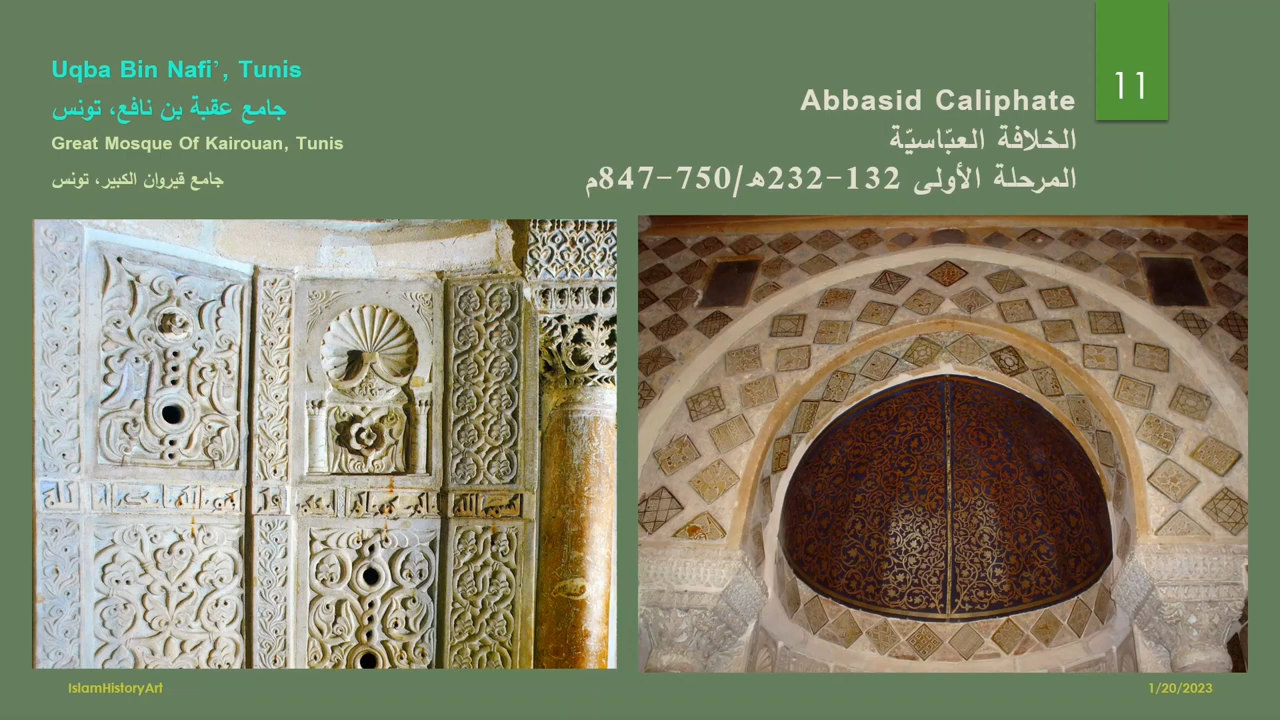 Uqba Bin Nafi’, Tunis
جامع عقبة بن نافع، تونس
Great Mosque Of Kairouan, Tunis
جامع قيروان الكبير، تونس
11
Abbasid Caliphate
الخلافة العبّاسيّة
المرحلة الأولى 132-232هـ/750-847م
IslamHistoryArt
1/20/2023